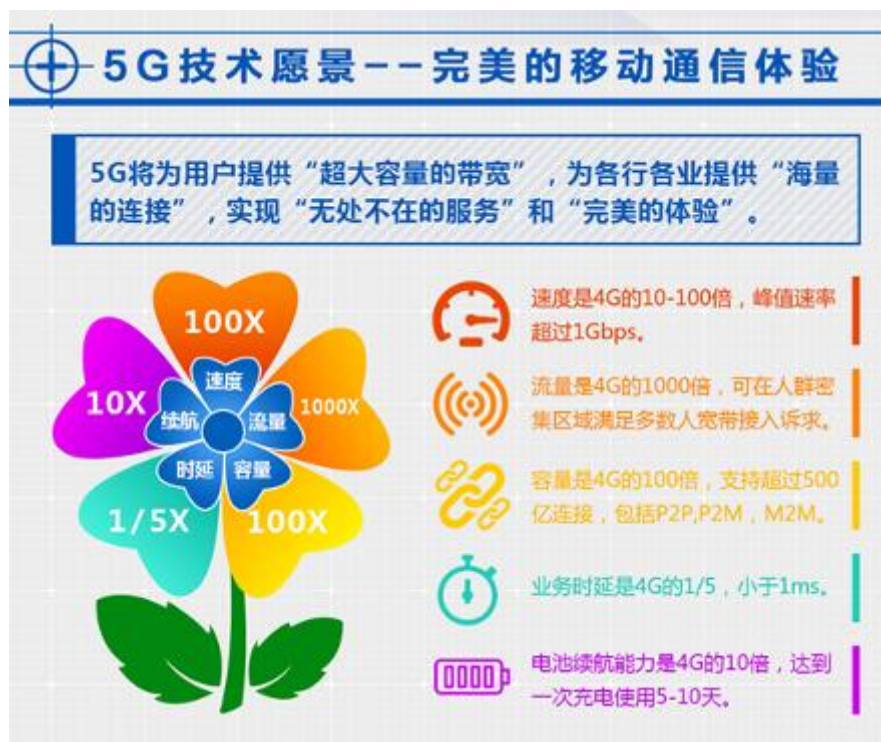 5G技术愿景--完美的移动通信体验
5G将为用户提供“超大容量的带宽”，为各行各业提供“海量
的连接”，实现“无处不在的服务”和“完美的体验”。
100X
10X
1000X
速度
续航
流量
时延
容量
1/5X
100X
速度是4G的10-100倍，峰值速率
超过1Gbps。
流量是4G的1000倍，可在人群密
集区域满足多数人宽带接入诉求。
容量是4G的100倍，支持超过500
亿连接，包括P2P,P2M，M2M。
业务时延是4G的1/5，小于1ms。
电池续航能力是4G的10倍，达到
一次充电使用5-10天。